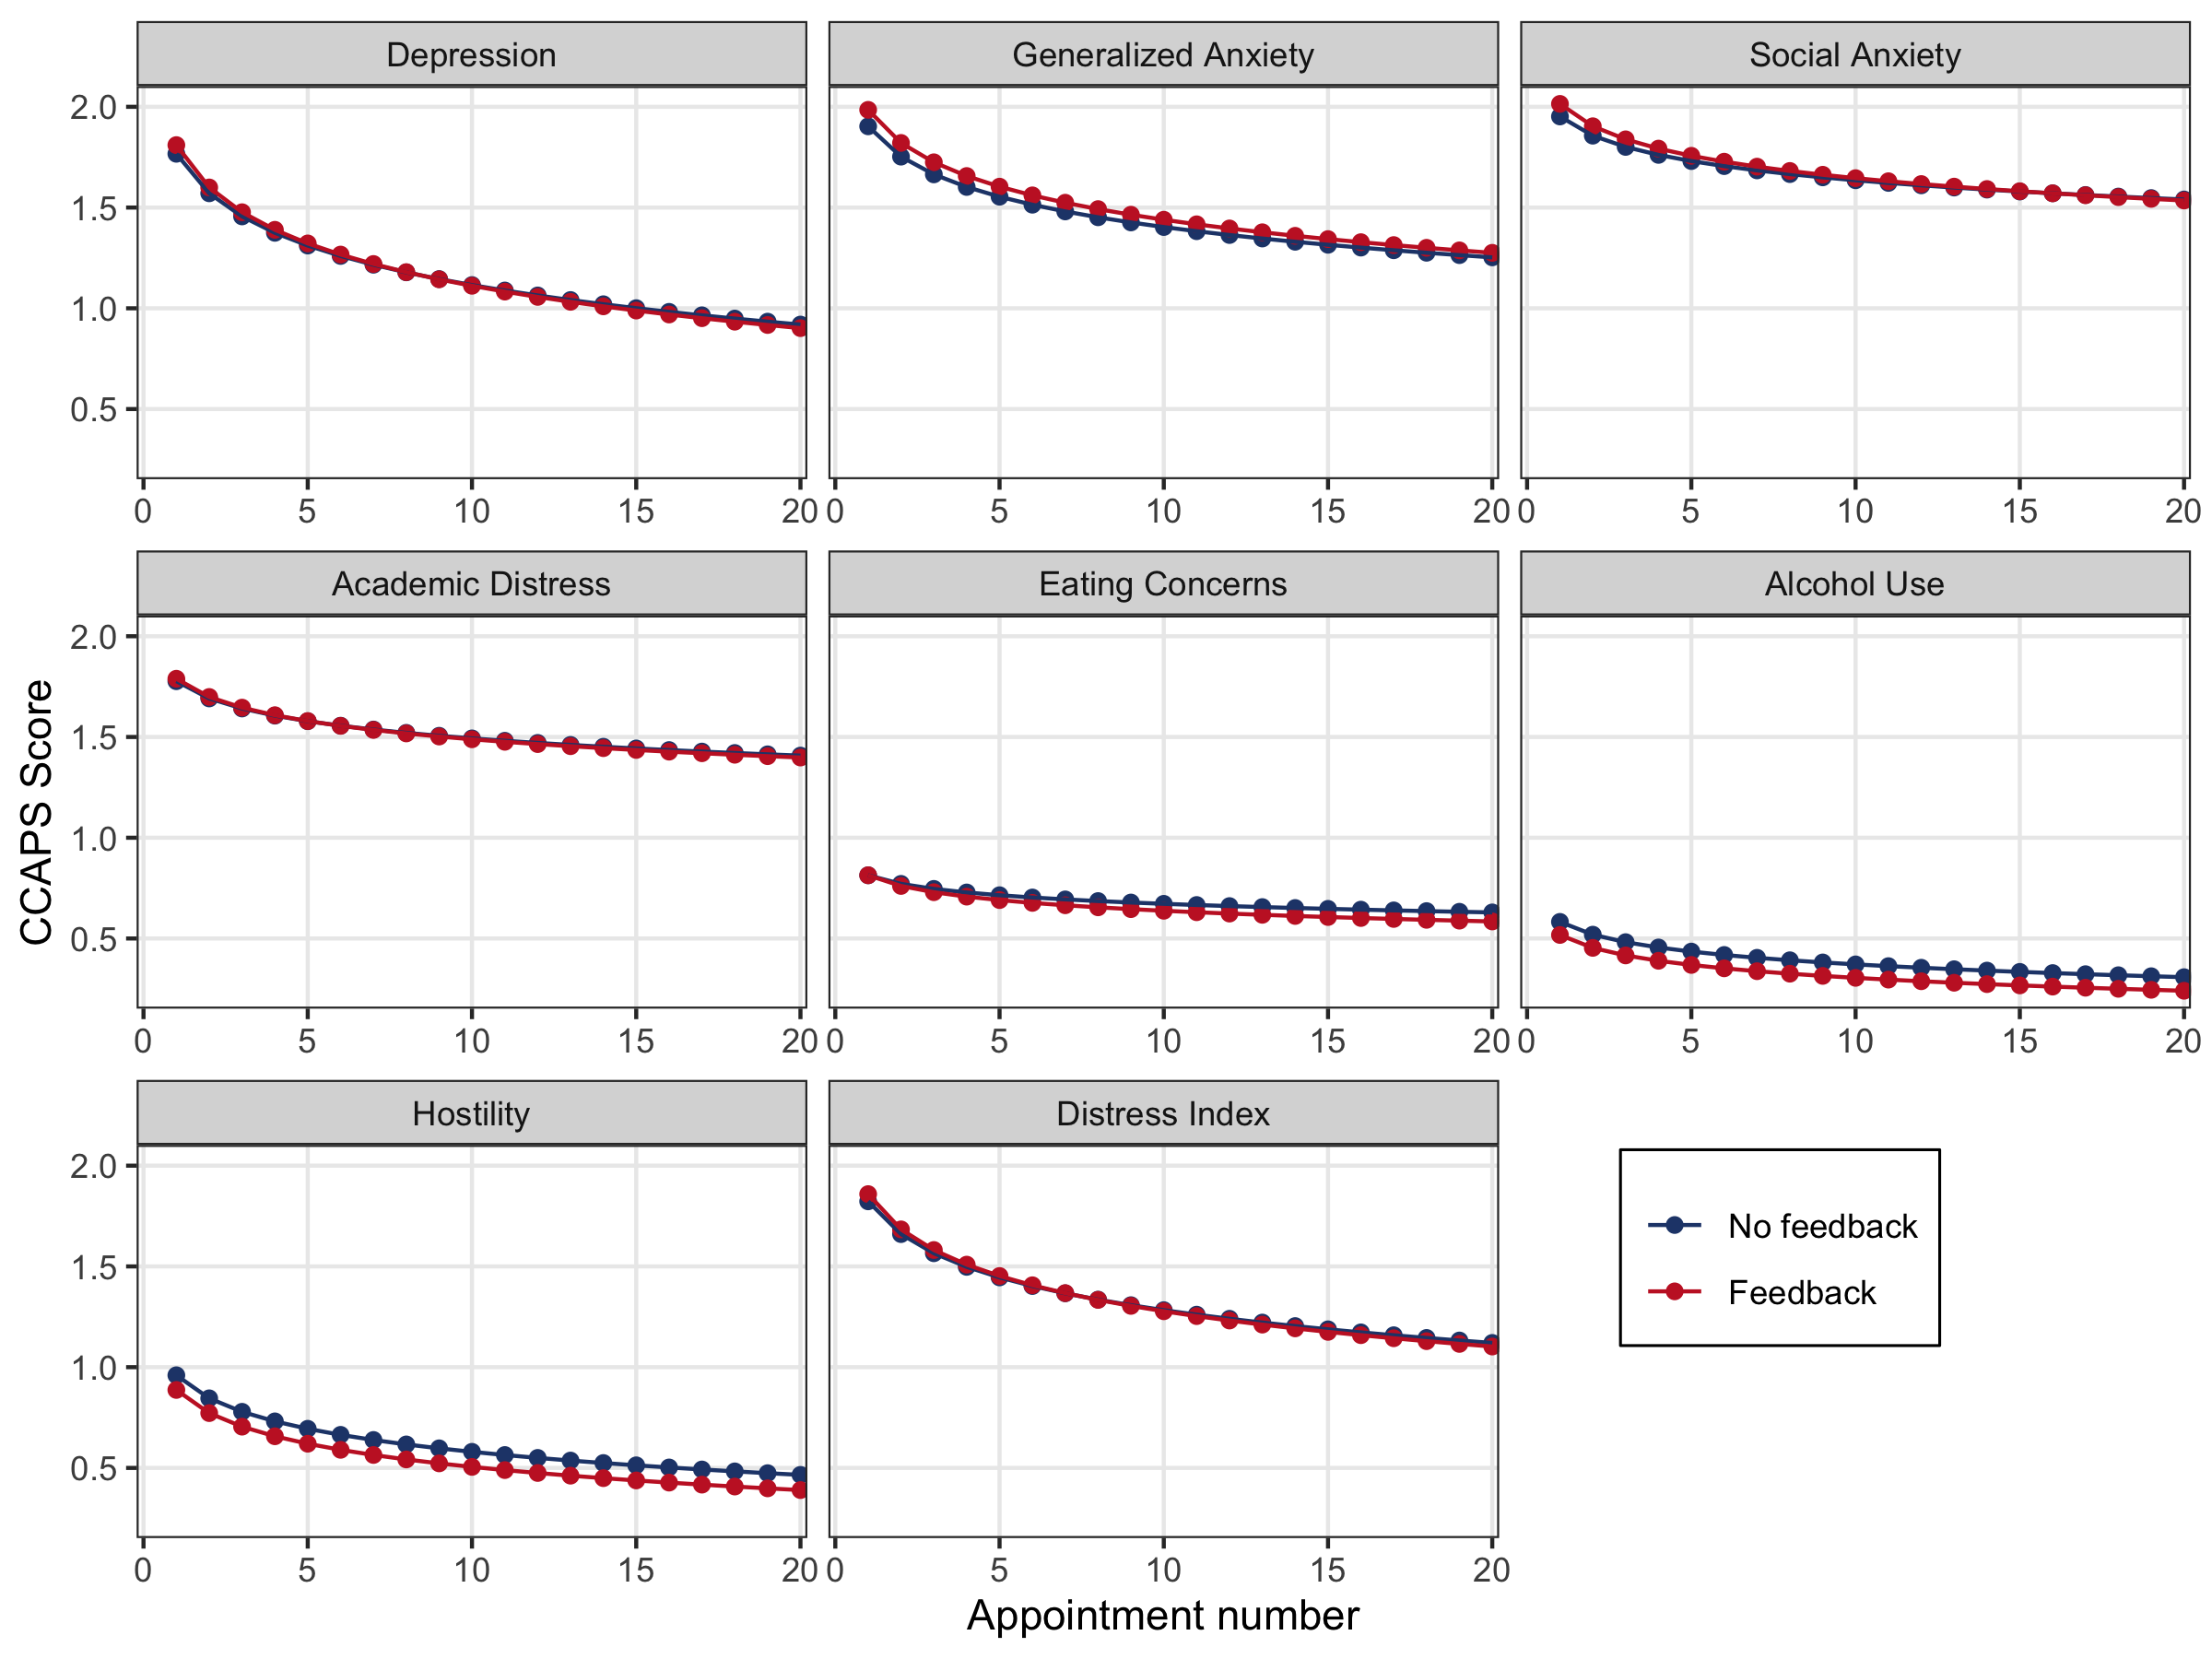 Depression
Generalized Anxiety
Social Anxiety
2.0
1.5
1.0
0.5
0 5 10 15 20
0 5 10 15 20
0 5 10 15 20
Academic Distress
Eating Concerns
Alcohol Use
2.0
1.5
1.0
0.5
0 5 10 15 20
0 5 10 15 20
0 5 10 15 20
CCAPS Score
Hostility
Distress Index
2.0
1.5
1.0
0.5
0 5 10 15 20
0 5 10 15 20
No feedback
Feedback
Appointment number